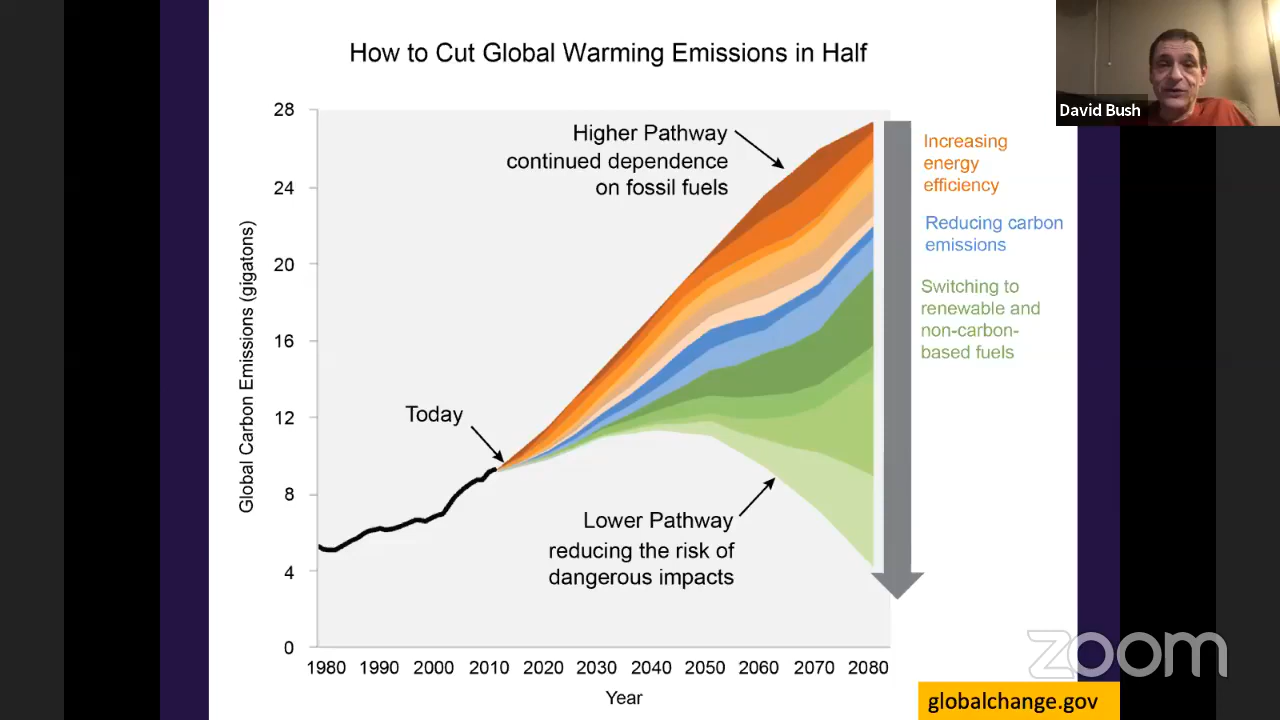 How to Cut Global Warming Emissions in Half
David Bush
28
24
20
16
12
8
4
0
Global Carbon Emissions (gigatons)
Higher Pathway
continued dependence
on fossil fuels
Today
Lower Pathway
reducing the risk of
dangerous impacts
Increasing
energy
efficiency
Reducing carbon
emissions
Switching to
renewable and
non-carbon-
based fuels
1980 1990 2000 2010 2020 2030 2040 2050 2060 2070 2080
Year
zoom
globalchange.gov